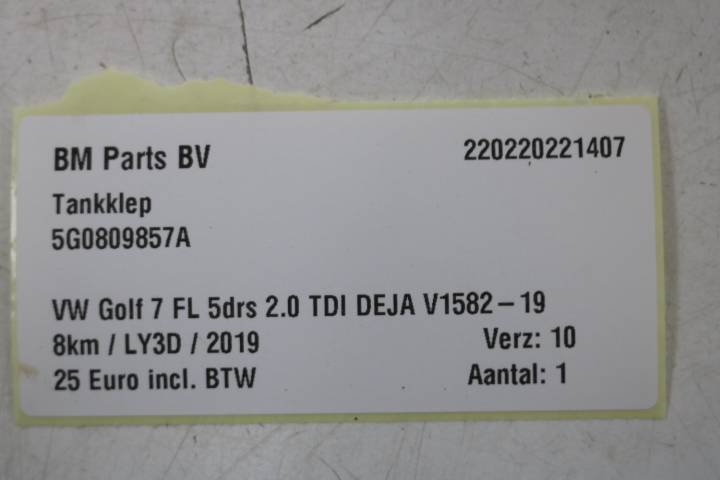 BM Parts BV 220220221407
Tankklep
5G0809857A
VW Golf 7 FL 5drs 2.0 TDI DEJA V1582-19
8km / LY3D / 2019 Verz: 10
25 Euro incl. BTW Aantal: 1